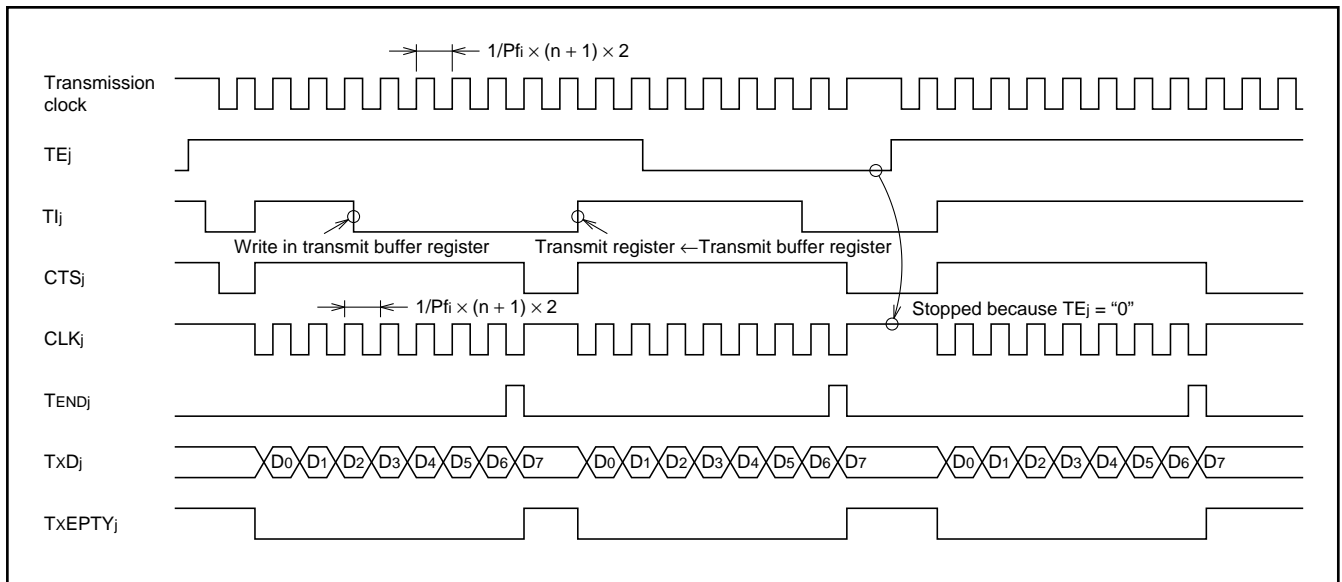 1/Pfi × (n + 1) × 2
Transmission
clock
TEj
TIj
Write in transmit buffer register
Transmit register ←Transmit buffer register
CTSj
1/Pfi × (n + 1) × 2
Stopped because TEj = “0”
CLKj
TENDj
TXDj
D0 D1 D2 D3 D4 D5 D6 D7 D0 D1 D2 D3 D4 D5 D6 D7 D0 D1 D2 D3 D4 D5 D6 D7
TXEPTYj